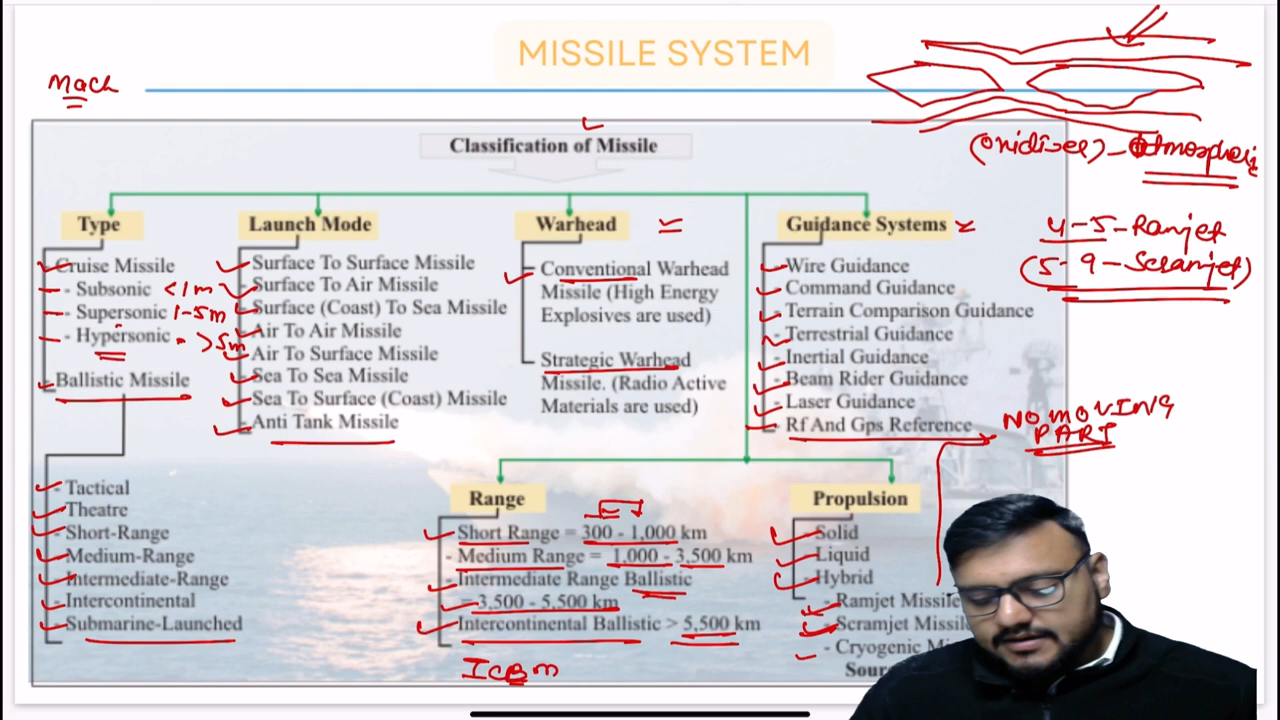 MISSILE SYSTEM
Mach
(oxidiser) - Atmospheric
4-5 - Ramjet
(5-9 - Scramjet)
Classification of Missile
Type
Cruise Missile
- Subsonic <1m
- Supersonic 1-5m
- Hypersonic >5m
- Ballistic Missile
- Tactical
- Theatre
- Short-Range
- Medium-Range
- Intermediate-Range
- Intercontinental
- Submarine-Launched
Launch Mode
Surface To Surface Missile
Surface To Air Missile
Surface (Coast) To Sea Missile
Air To Air Missile
Air To Surface Missile
Sea To Sea Missile
Sea To Surface (Coast) Missile
Anti Tank Missile
Warhead
Conventional Warhead
Missile (High Energy
Explosives are used)
Strategic Warhead
Missile. (Radio Active
Materials are used)
Guidance Systems
Wire Guidance
Command Guidance
Terrain Comparison Guidance
Terrestrial Guidance
Inertial Guidance
Beam Rider Guidance
Laser Guidance
Rf And Gps Reference
NO MOVING
PART
Range
Short Range = 300 - 1,000 km
- Medium Range = 1,000 - 3,500 km
- Intermediate Range Ballistic
= 3,500 - 5,500 km
- Intercontinental Ballistic > 5,500 km
ICBM
Propulsion
Solid
Liquid
Hybrid
- Ramjet Missile
- Scramjet Missil
- Cryogenic Mi
Sour